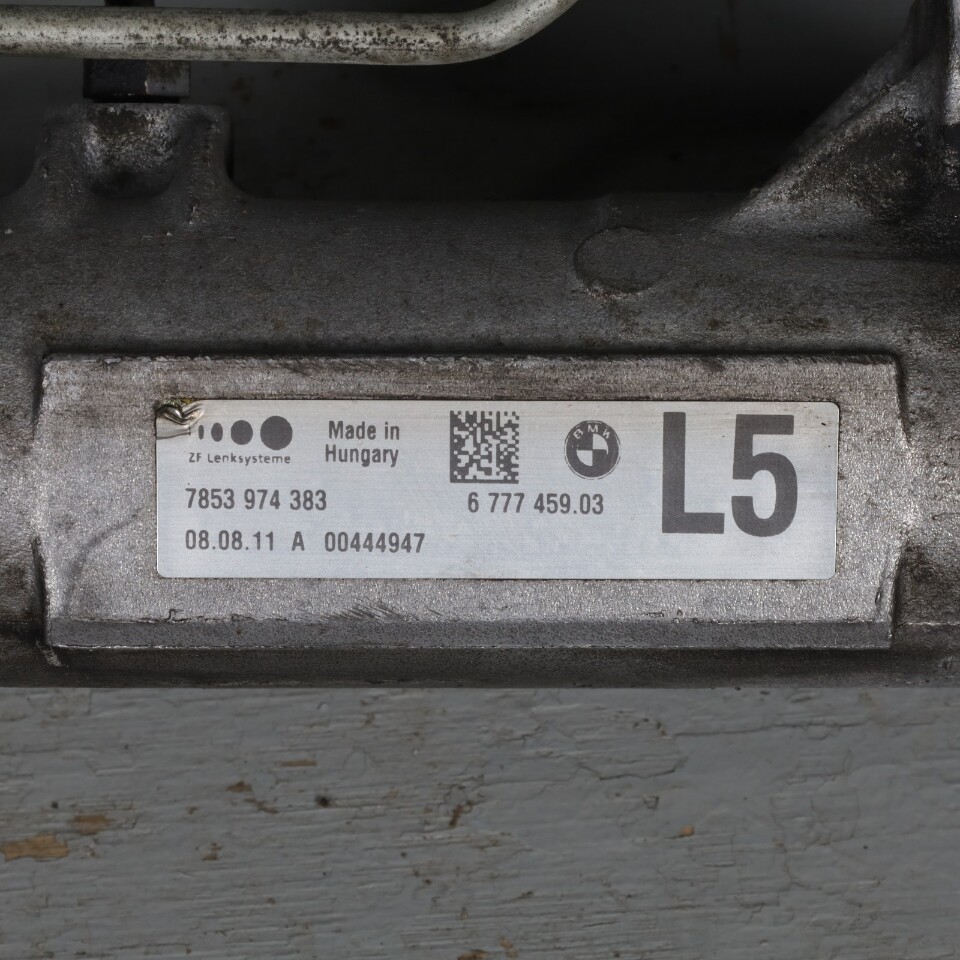 ZF Lenksysteme
Made in
Hungary
BMW
L5
7853 974 383
6 777 459.03
08.08.11 A 00444947